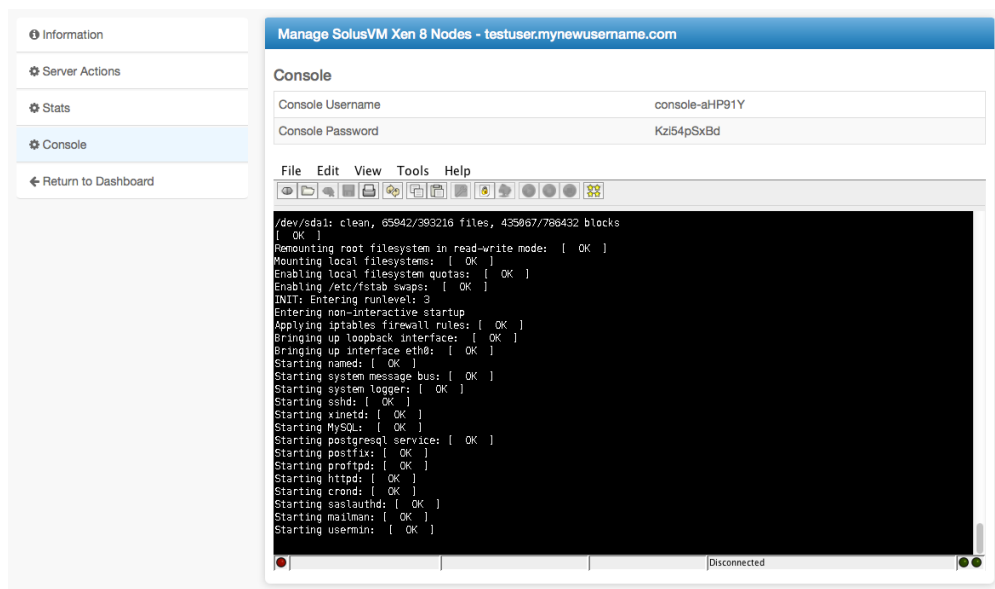 Information
Server Actions
Stats
Console
Return to Dashboard
Manage SolusVM Xen 8 Nodes - testuser.mynewusername.com
Console
Console Username console-aHP91Y
Console Password Kzi54pSxBd
File Edit View Tools Help
/dev/sda1: clean, 65942/393216 files, 435067/786432 blocks
[  OK  ]
Remounting root filesystem in read-write mode:  [  OK  ]
Mounting local filesystems:  [  OK  ]
Enabling local filesystem quotas:  [  OK  ]
Enabling /etc/fstab swaps:  [  OK  ]
INIT: Entering runlevel: 3
Entering non-interactive startup
Applying iptables firewall rules: [  OK  ]
Bringing up loopback interface:  [  OK  ]
Bringing up interface eth0:  [  OK  ]
Starting named: [  OK  ]
Starting system message bus: [  OK  ]
Starting system logger: [  OK  ]
Starting sshd: [  OK  ]
Starting xinetd: [  OK  ]
Starting MySQL:  [  OK  ]
Starting postgresql service: [  OK  ]
Starting postfix: [  OK  ]
Starting proftpd: [  OK  ]
Starting httpd: [  OK  ]
Starting crond: [  OK  ]
Starting saslauthd: [  OK  ]
Starting mailman: [  OK  ]
Starting usermin:  [  OK  ]
Disconnected